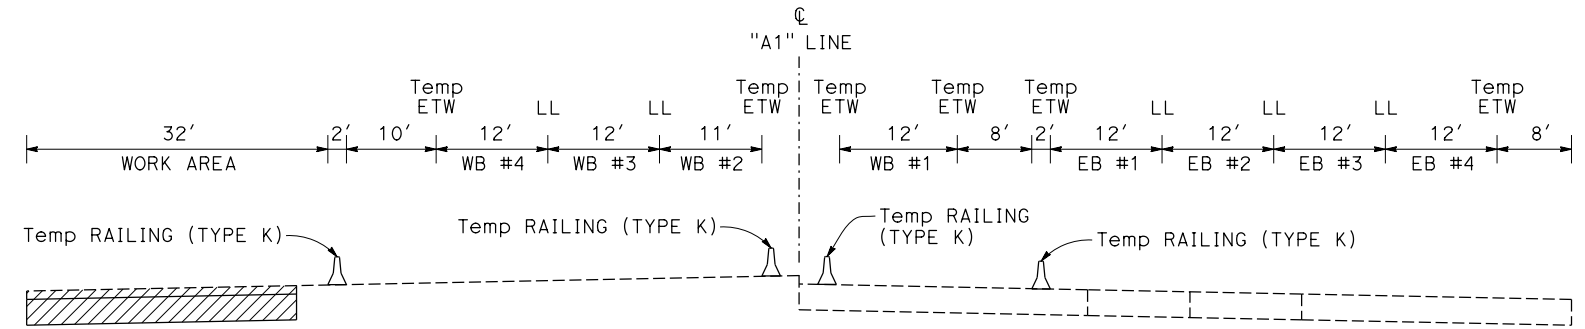 ℄
"A1" LINE
Temp
ETW
LL
LL
Temp
ETW
Temp
ETW
Temp
ETW
Temp
ETW
LL
LL
LL
Temp
ETW
32' 2' 10' 12' 12' 11' 12' 8' 2' 12' 12' 12' 12' 8'
WORK AREA WB #4 WB #3 WB #2 WB #1 EB #1 EB #2 EB #3 EB #4
Temp RAILING (TYPE K)
Temp RAILING (TYPE K)
Temp RAILING
(TYPE K)
Temp RAILING (TYPE K)